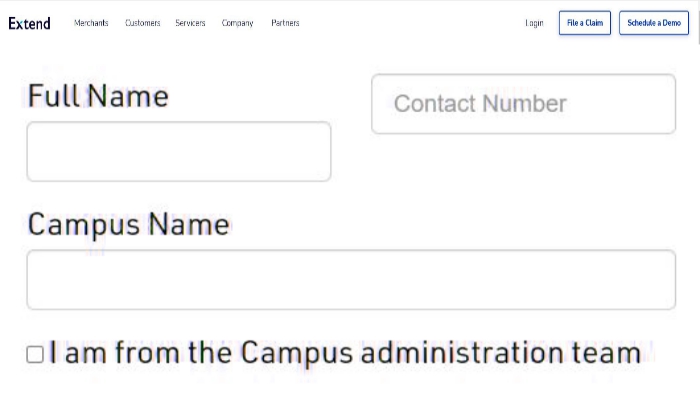 Extend Merchants Customers Servicers Company Partners Login File a Claim Schedule a Demo
Full Name
Contact Number
Campus Name
I am from the Campus administration team